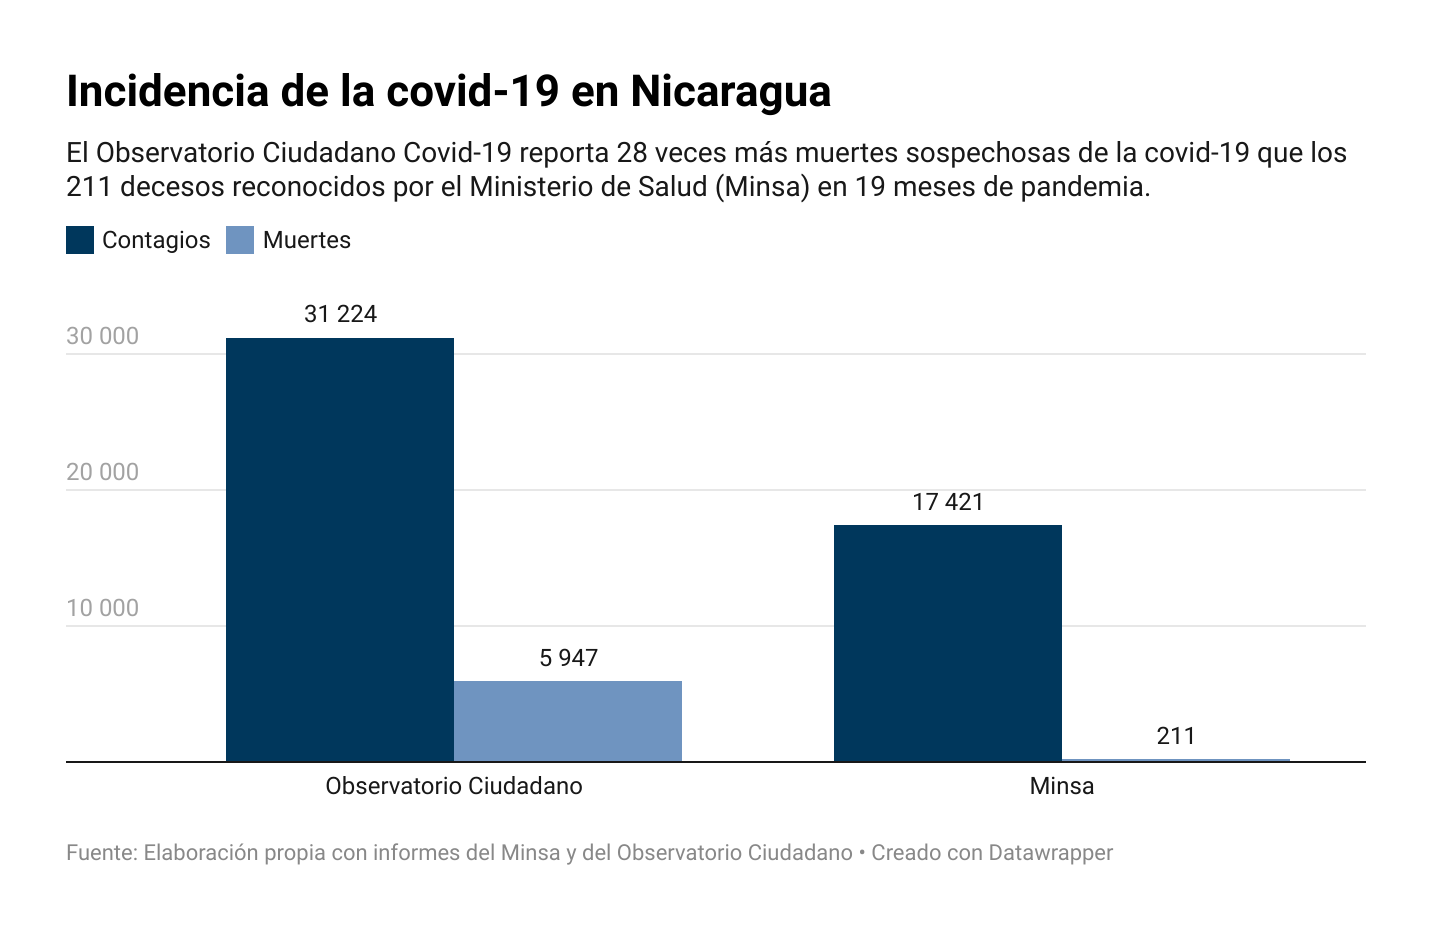 Incidencia de la covid-19 en Nicaragua
El Observatorio Ciudadano Covid-19 reporta 28 veces más muertes sospechosas de la covid-19 que los
211 decesos reconocidos por el Ministerio de Salud (Minsa) en 19 meses de pandemia.
Contagios Muertes
31 224
30 000
20 000
17 421
10 000
5 947
211
Observatorio Ciudadano Minsa
Fuente: Elaboración propia con informes del Minsa y del Observatorio Ciudadano • Creado con Datawrapper